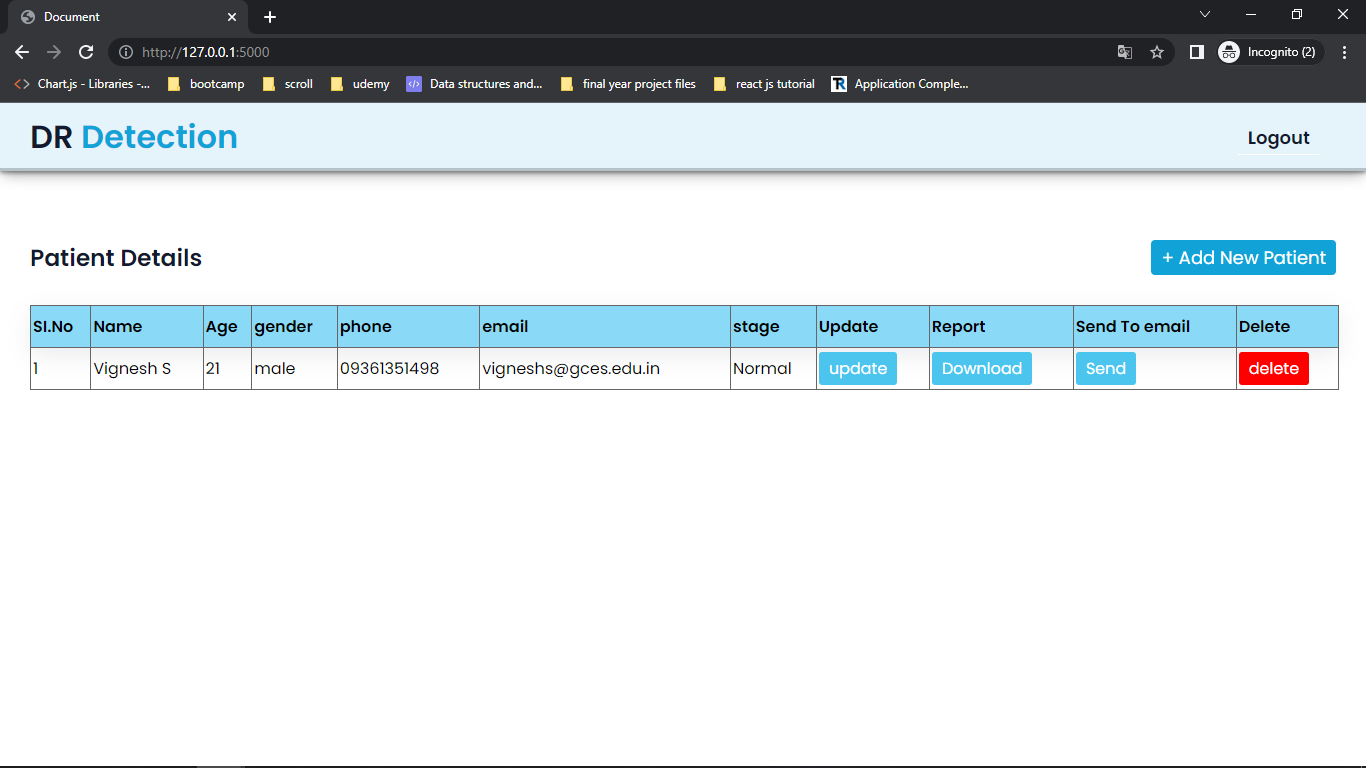 Document
http://127.0.0.1:5000
Incognito (2)
Chart.js - Libraries -... bootcamp scroll udemy Data structures and... final year project files react js tutorial Application Comple...
DR Detection
Logout
Patient Details
+ Add New Patient
SI.No Name Age gender phone email stage Update Report Send To email Delete
1 Vignesh S 21 male 09361351498 vigneshs@gces.edu.in Normal update Download Send delete